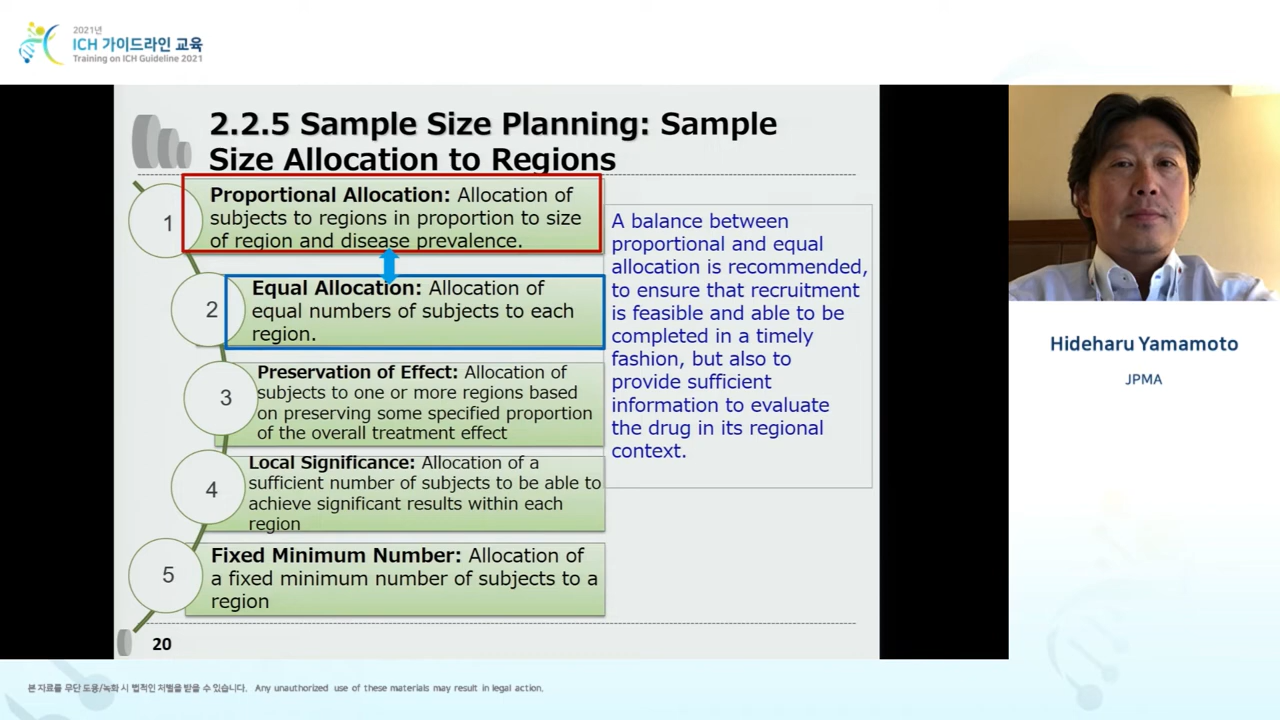 2021년
ICH 가이드라인 교육
Training on ICH Guideline 2021
2.2.5 Sample Size Planning: Sample
Size Allocation to Regions
1
Proportional Allocation: Allocation of
subjects to regions in proportion to size
of region and disease prevalence.
2
Equal Allocation: Allocation of
equal numbers of subjects to each
region.
3
Preservation of Effect: Allocation of
subjects to one or more regions based
on preserving some specified proportion
of the overall treatment effect
4
Local Significance: Allocation of a
sufficient number of subjects to be able to
achieve significant results within each
region
5
Fixed Minimum Number: Allocation of
a fixed minimum number of subjects to a
region
A balance between
proportional and equal
allocation is recommended,
to ensure that recruitment
is feasible and able to be
completed in a timely
fashion, but also to
provide sufficient
information to evaluate
the drug in its regional
context.
20
Hideharu Yamamoto
JPMA
본 자료를 무단 도용/녹화 시 법적인 처벌을 받을 수 있습니다. Any unauthorized use of these materials may result in legal action.